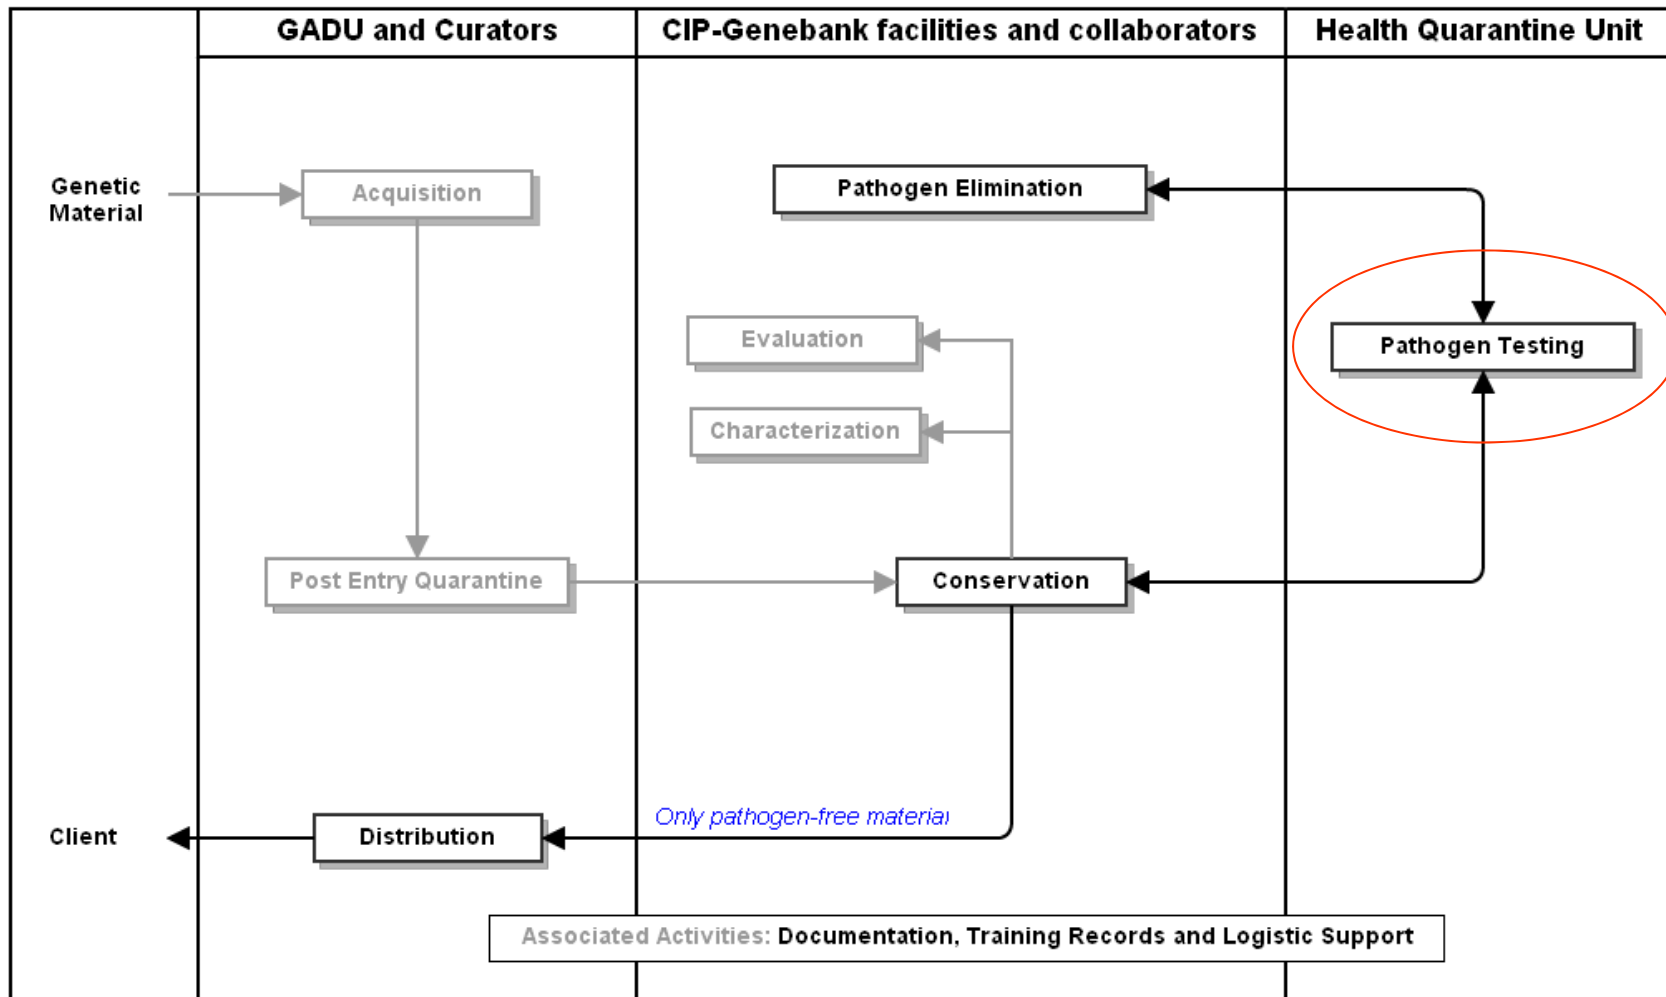 GADU and Curators
CIP-Genebank facilities and collaborators
Health Quarantine Unit
Genetic
Material
Acquisition
Pathogen Elimination
Evaluation
Pathogen Testing
Characterization
Post Entry Quarantine
Conservation
Only pathogen-free material
Client
Distribution
Associated Activities: Documentation, Training Records and Logistic Support